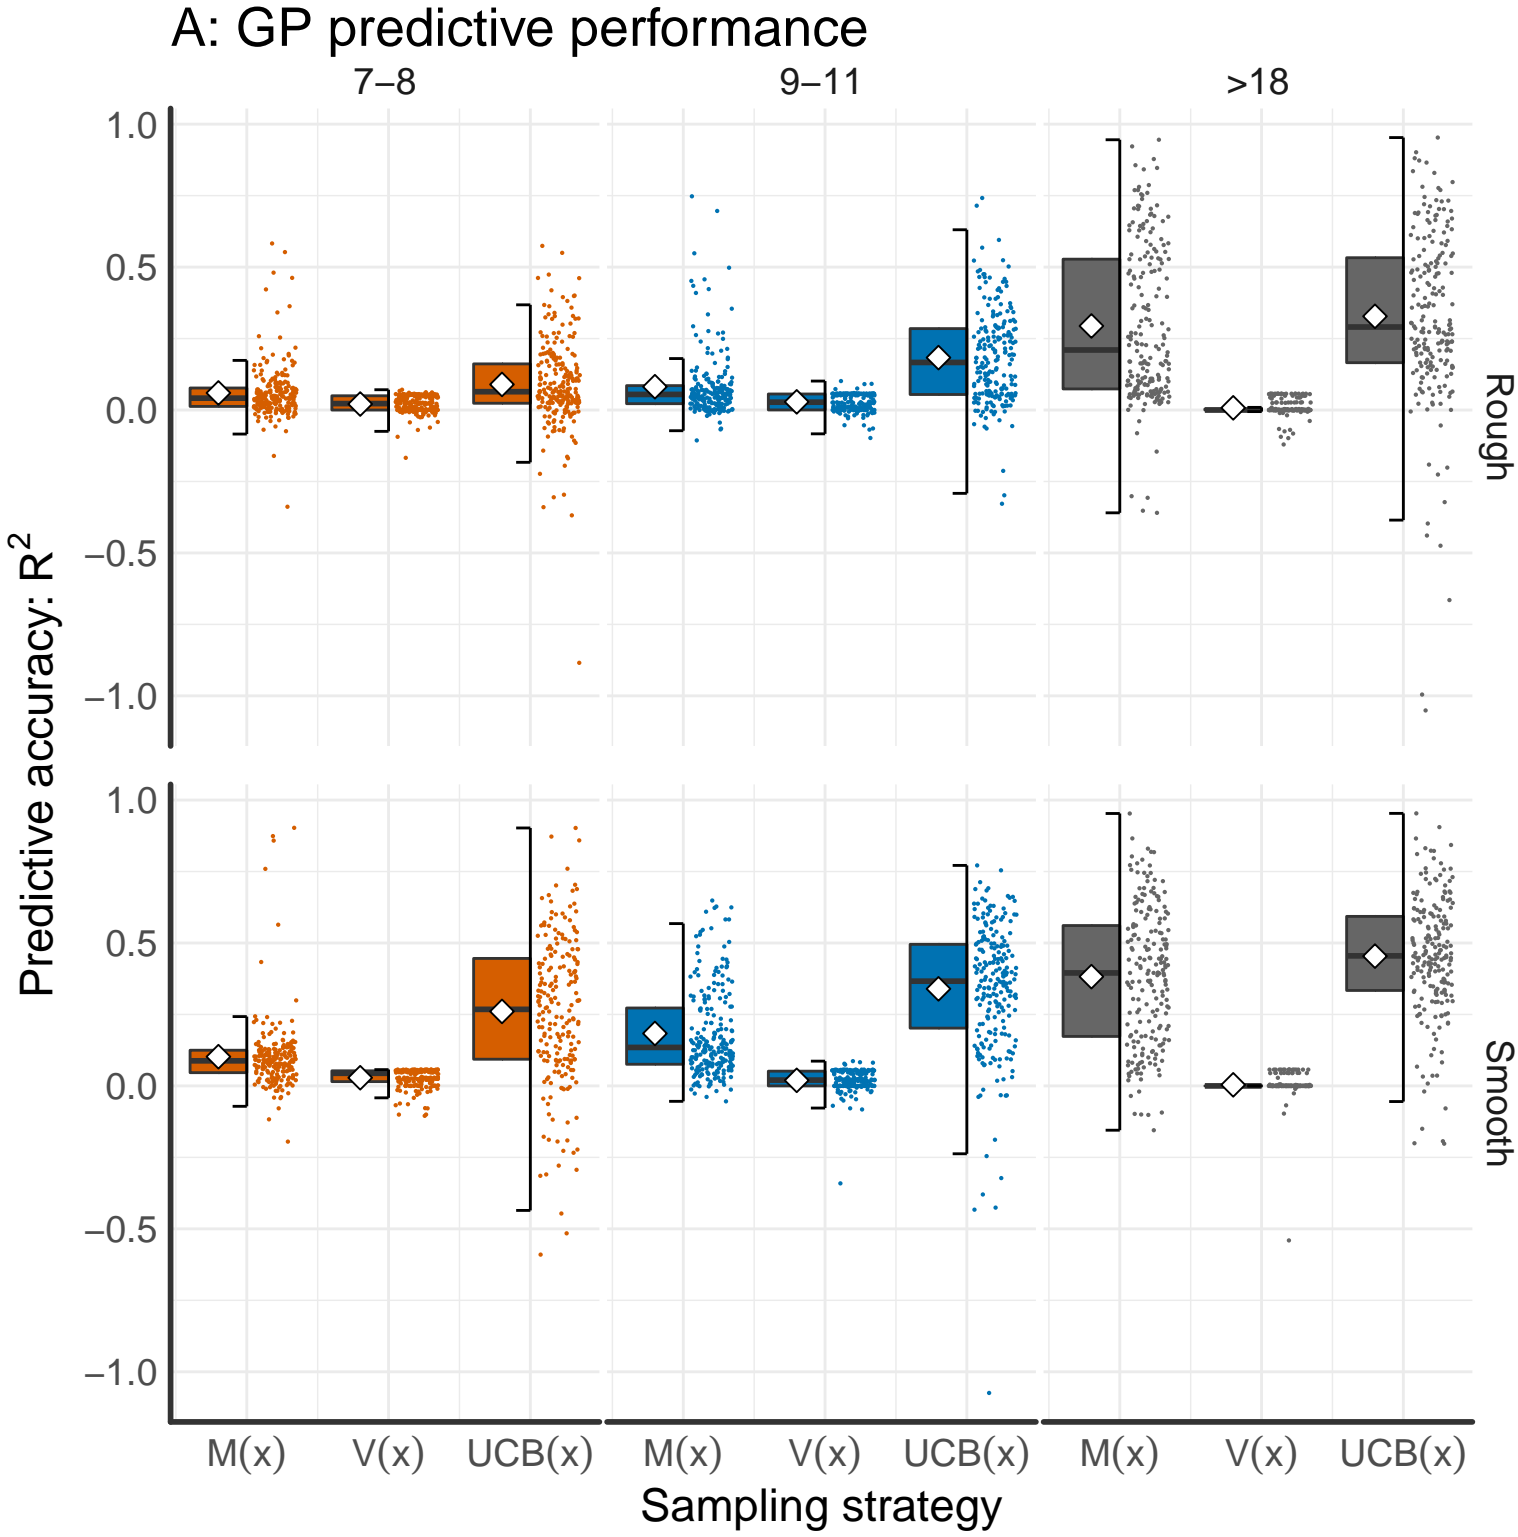 A: GP predictive performance
7–8 9–11 >18
1.0
0.5
0.0
−0.5
−1.0
Rough
1.0
0.5
0.0
−0.5
−1.0
Smooth
Predictive accuracy: R²
M(x) V(x) UCB(x) M(x) V(x) UCB(x) M(x) V(x) UCB(x)
Sampling strategy